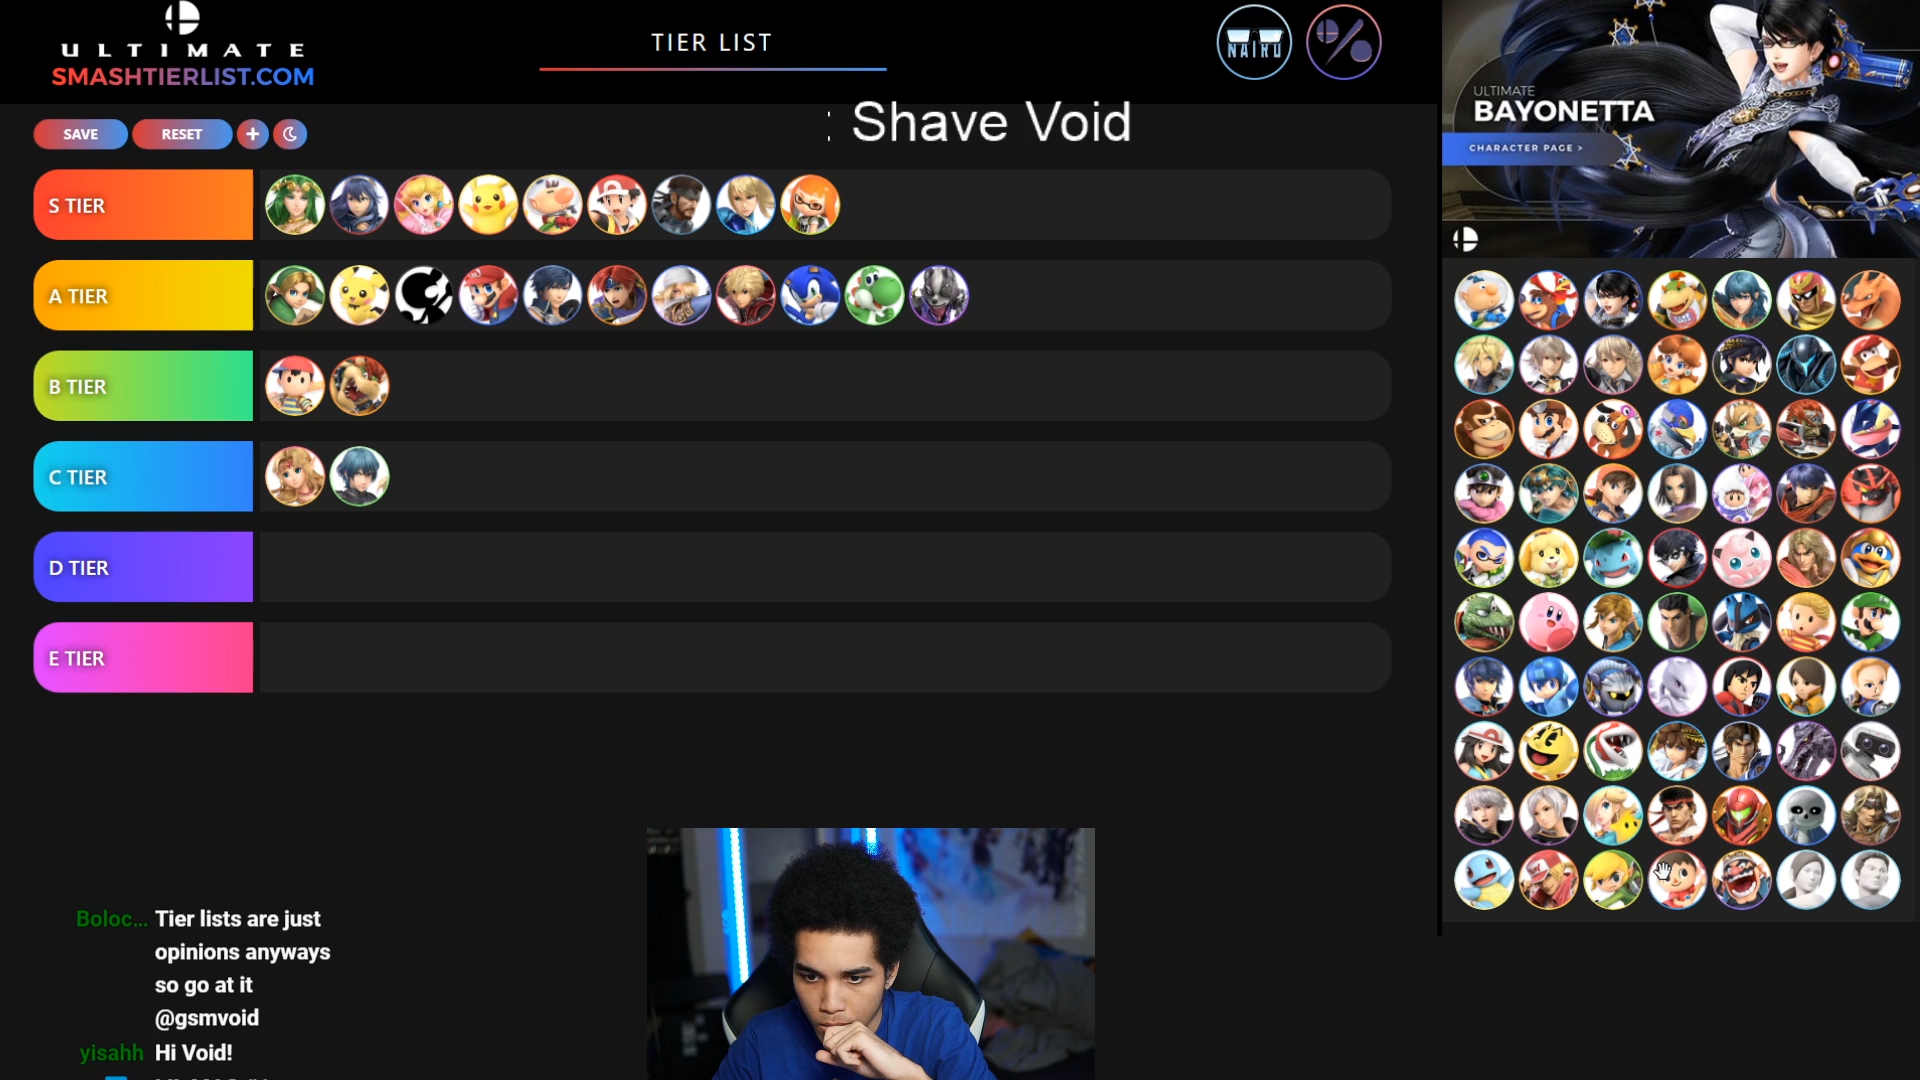 ULTIMATE
SMASHTIERLIST.COM
TIER LIST
NAIRU
ULTIMATE
BAYONETTA
CHARACTER PAGE >
: Shave Void
SAVE
RESET
+
S TIER
A TIER
B TIER
C TIER
D TIER
E TIER
Boloc... Tier lists are just
opinions anyways
so go at it
@gsmvoid
yisahh Hi Void!